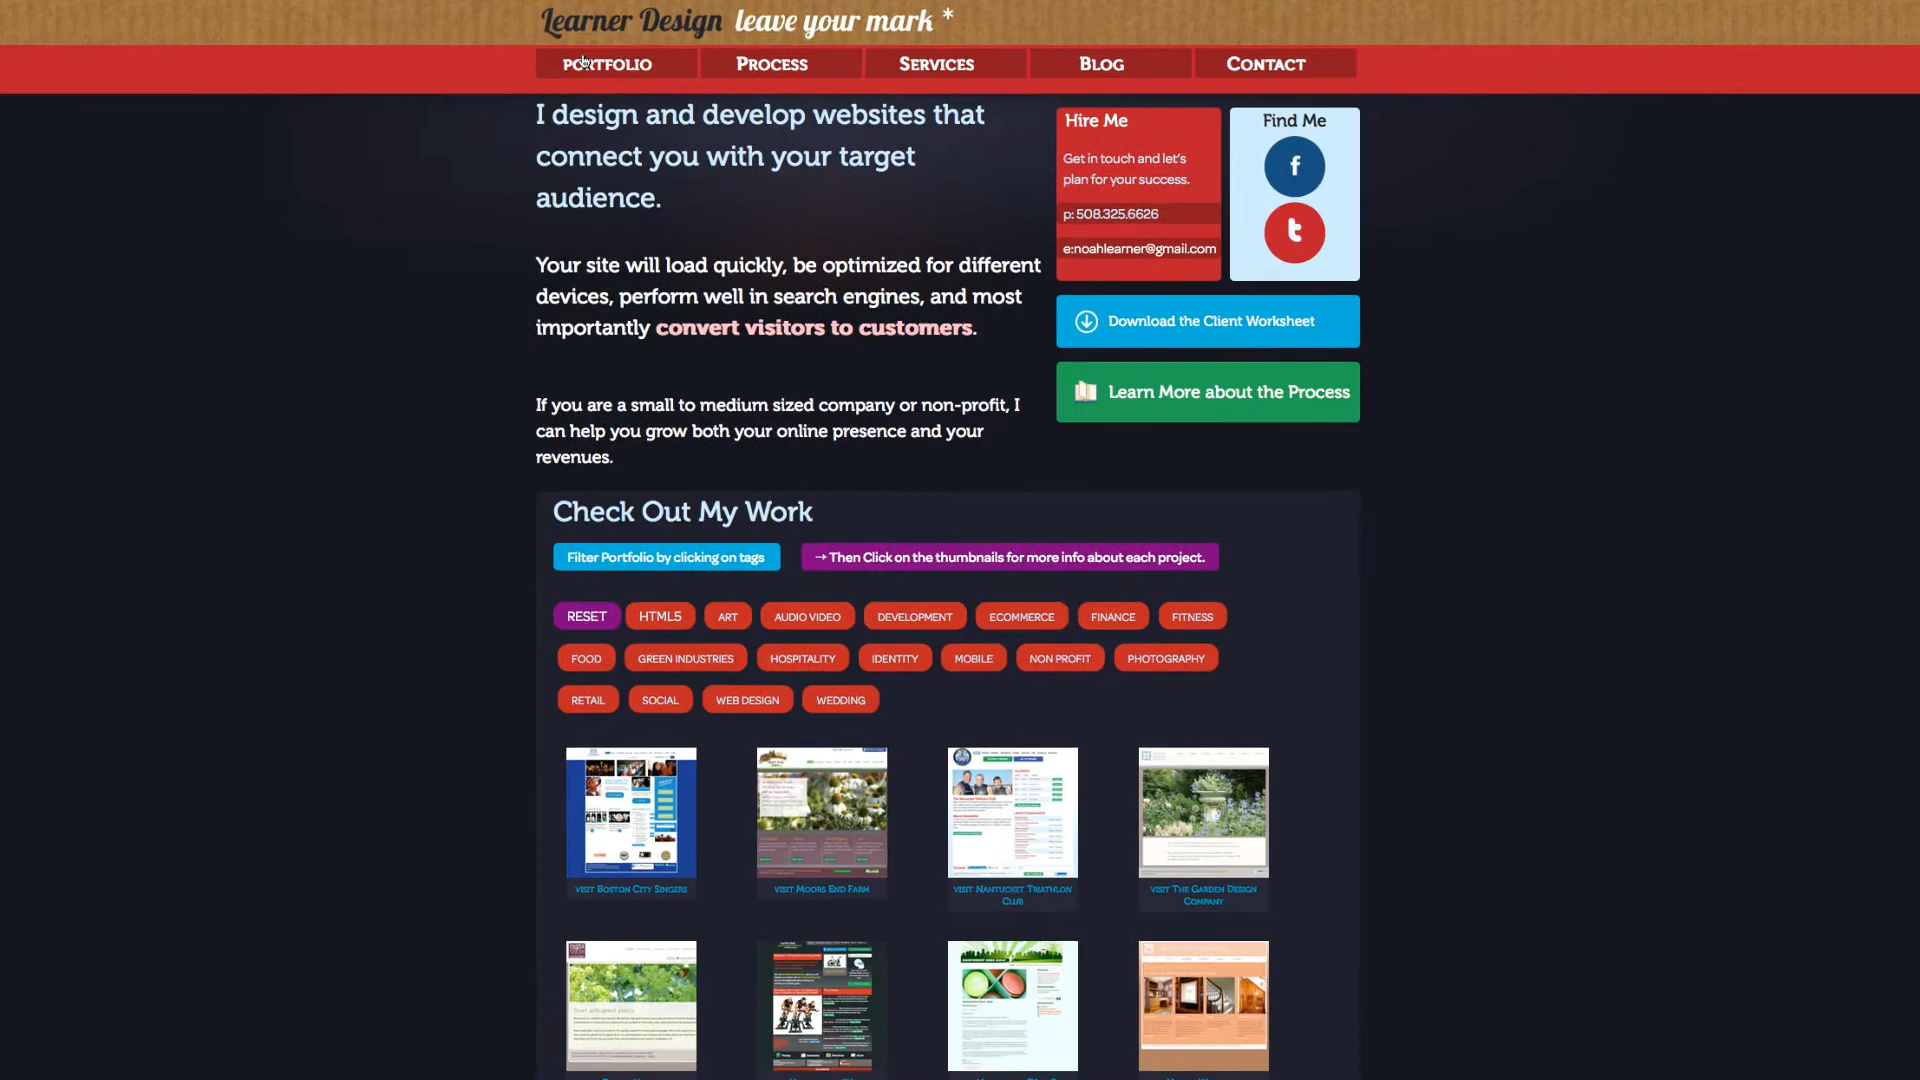 Learner Design leave your mark *
PORTFOLIO PROCESS SERVICES BLOG CONTACT
I design and develop websites that
connect you with your target
audience.
Your site will load quickly, be optimized for different
devices, perform well in search engines, and most
importantly convert visitors to customers.
If you are a small to medium sized company or non-profit, I
can help you grow both your online presence and your
revenues.
Hire Me
Get in touch and let's
plan for your success.
p: 508.325.6626
e:noahlearner@gmail.com
Find Me
f
t
Download the Client Worksheet
Learn More about the Process
Check Out My Work
Filter Portfolio by clicking on tags
→ Then Click on the thumbnails for more info about each project.
RESET HTML5 ART AUDIO VIDEO DEVELOPMENT ECOMMERCE FINANCE FITNESS
FOOD GREEN INDUSTRIES HOSPITALITY IDENTITY MOBILE NON PROFIT PHOTOGRAPHY
RETAIL SOCIAL WEB DESIGN WEDDING
VISIT BOSTON CITY SINGERS
VISIT MOORS END FARM
VISIT NANTUCKET TRIATHLON
CLUB
VISIT THE GARDEN DESIGN
COMPANY